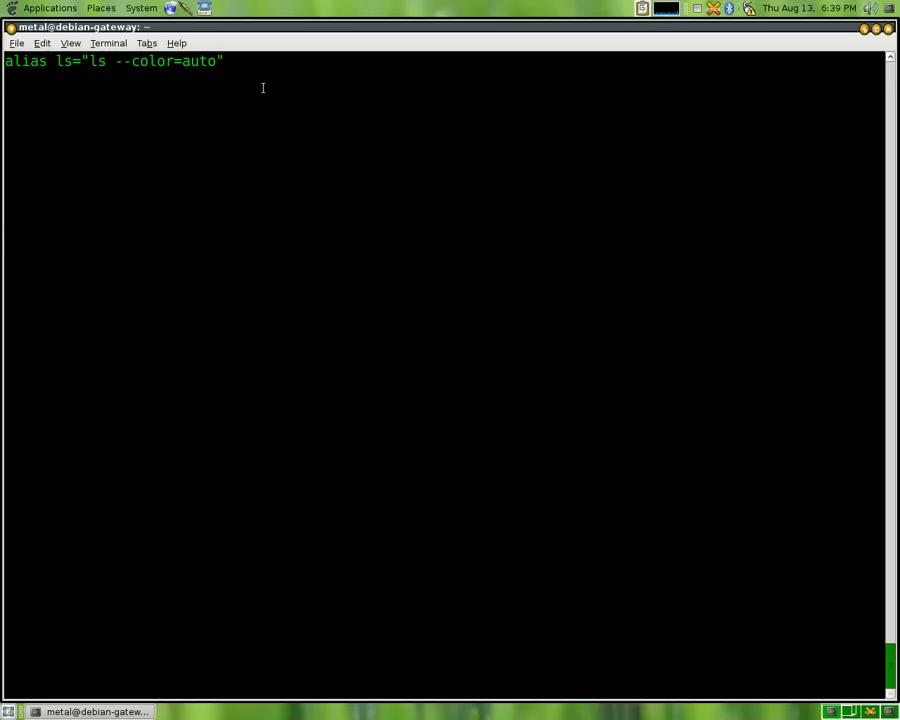 Applications Places System
Thu Aug 13, 6:39 PM
metal@debian-gateway: ~
File Edit View Terminal Tabs Help
alias ls="ls --color=auto"
metal@debian-gatew...